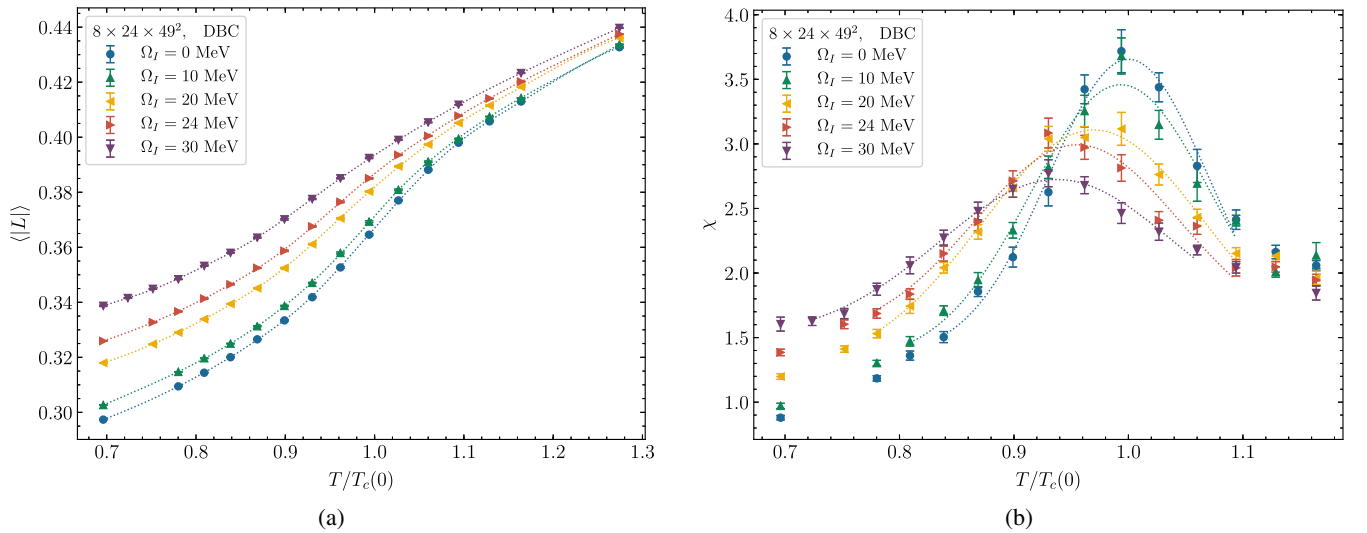 0.44
0.42
0.40
0.38
0.36
0.34
0.32
0.30
⟨|L|⟩
8 × 24 × 49², DBC
Ω_I = 0 MeV
Ω_I = 10 MeV
Ω_I = 20 MeV
Ω_I = 24 MeV
Ω_I = 30 MeV
0.7 0.8 0.9 1.0 1.1 1.2 1.3
T/T_c(0)
(a)
4.0
3.5
3.0
2.5
2.0
1.5
1.0
χ
8 × 24 × 49², DBC
Ω_I = 0 MeV
Ω_I = 10 MeV
Ω_I = 20 MeV
Ω_I = 24 MeV
Ω_I = 30 MeV
0.7 0.8 0.9 1.0 1.1
T/T_c(0)
(b)